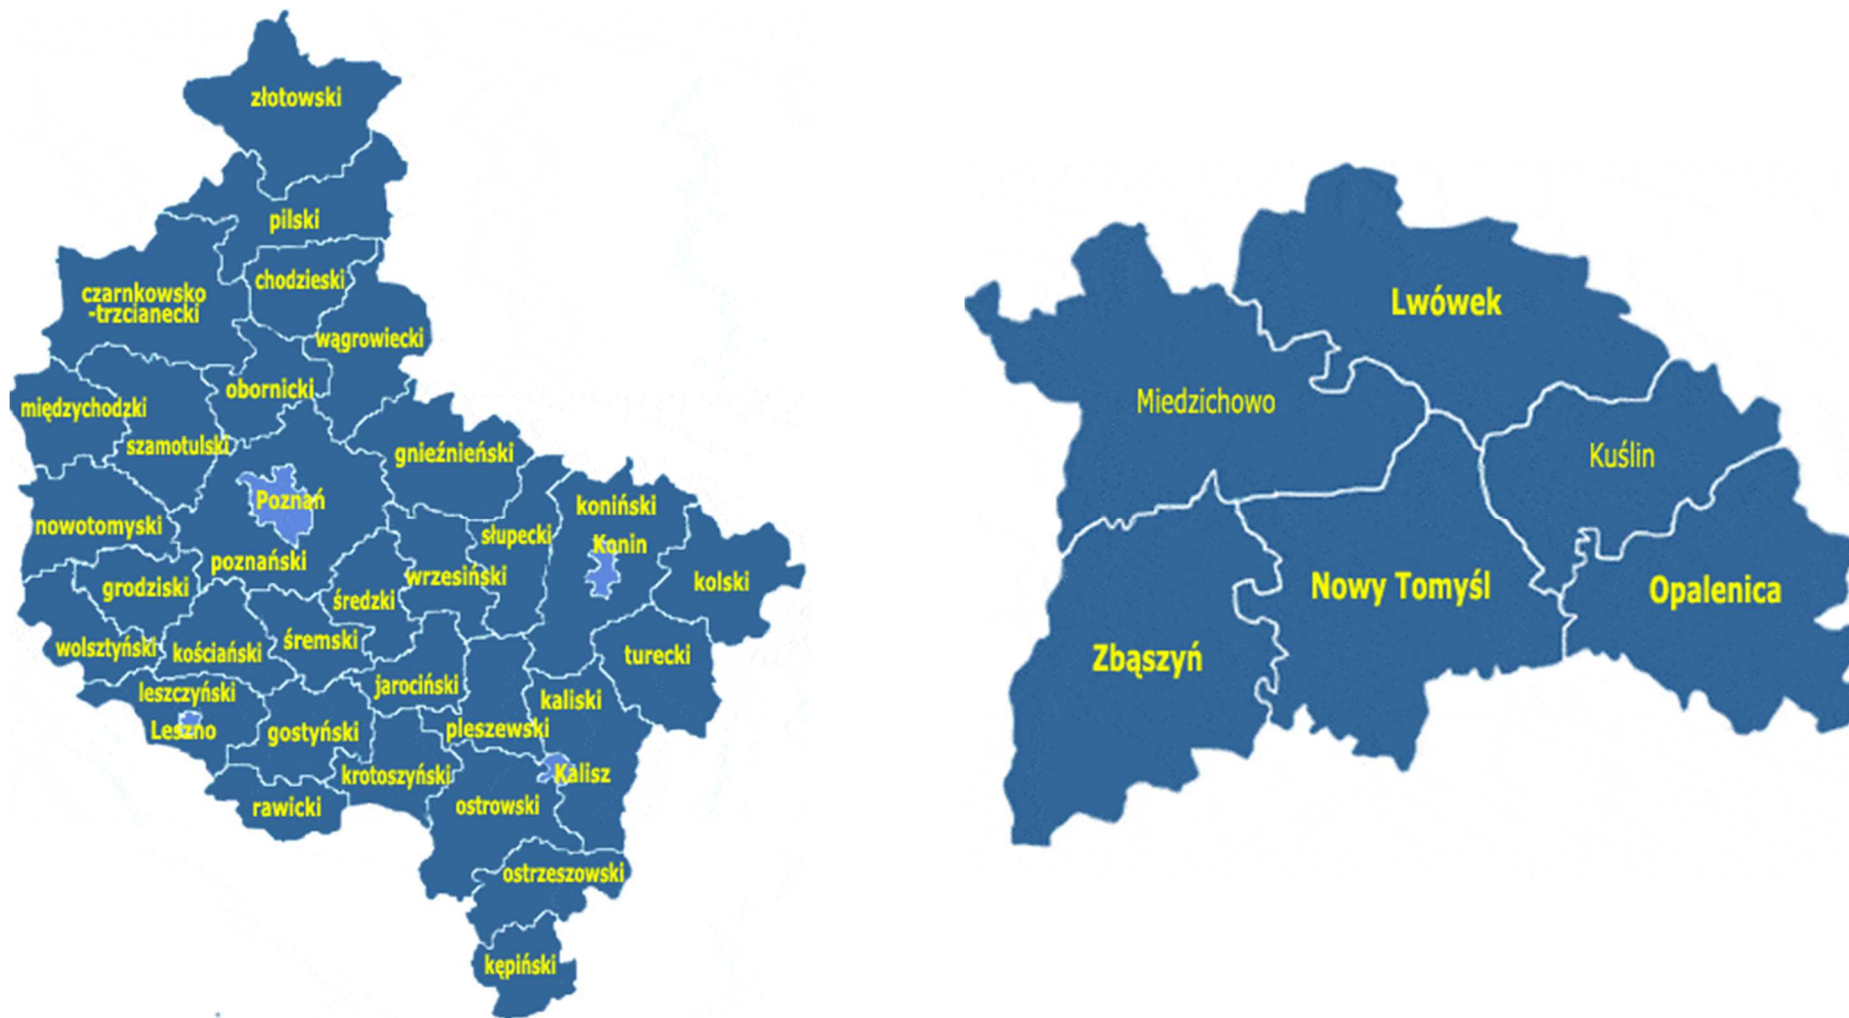 złotowski
pilski
chodzieski
czarnkowsko
-trzcianecki
wągrowiecki
obornicki
międzychodzki
szamotulski
gnieźnieński
Poznań
koniński
nowotomyski
słupecki
Konin
poznański
wrzesiński
kolski
grodziski
średzki
śremski
wolsztyński
kościański
turecki
jarociński
leszczyński
kaliski
Leszno
gostyński
pleszewski
krotoszyński
Kalisz
rawicki
ostrowski
ostrzeszowski
kępiński
Lwówek
Miedzichowo
Kuślin
Nowy Tomyśl
Opalenica
Zbąszyń